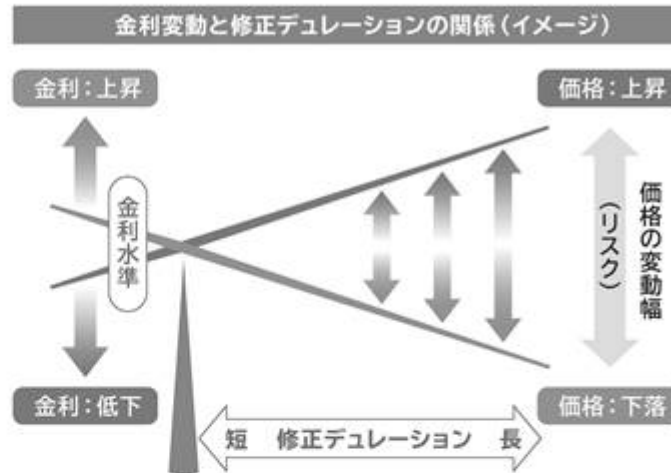 金利変動と修正デュレーションの関係（イメージ）
金利：上昇
価格：上昇
金利水準
価格の変動幅
（リスク）
金利：低下
価格：下落
短 修正デュレーション 長